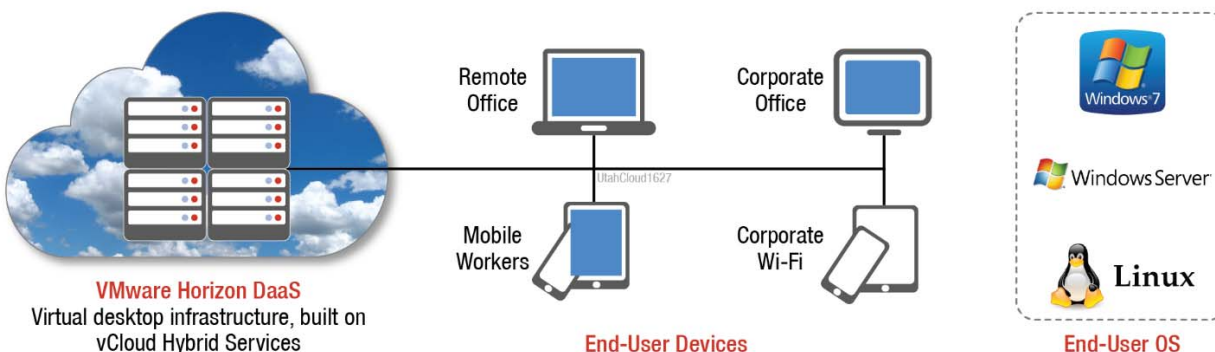 Remote
Office
Corporate
Office
Windows 7
UtahCloud1627
Windows Server
Mobile
Workers
Corporate
Wi-Fi
Linux
VMware Horizon DaaS
Virtual desktop infrastructure, built on
vCloud Hybrid Services
End-User Devices
End-User OS